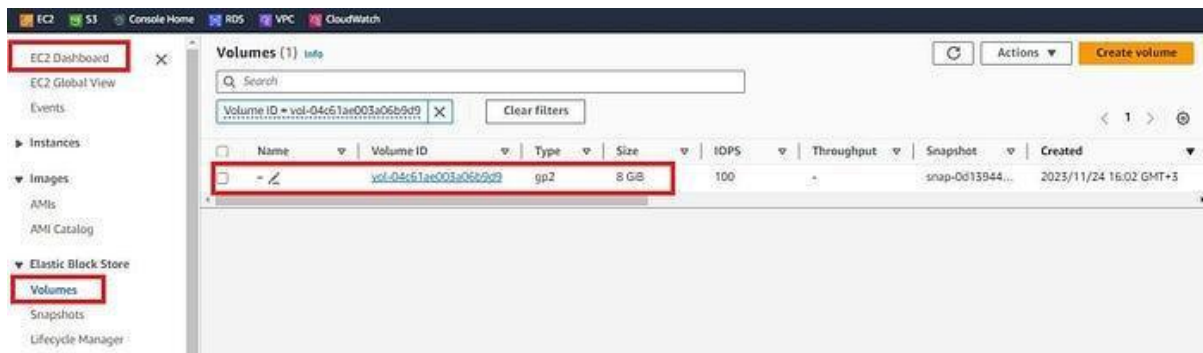 EC2 S3 Console Home RDS VPC CloudWatch
EC2 Dashboard
EC2 Global View
Events
Instances
Images
AMIs
AMI Catalog
Elastic Block Store
Volumes
Snapshots
Lifecycle Manager
Volumes (1) Info
Actions
Create volume
Search
Volume ID = vol-04c61ae003a06b9d9
Clear filters
1
Name Volume ID Type Size IOPS Throughput Snapshot Created
- vol-04c61ae003a06b9d9 gp2 8 GiB 100 - snap-0d13944... 2023/11/24 16:02 GMT+3